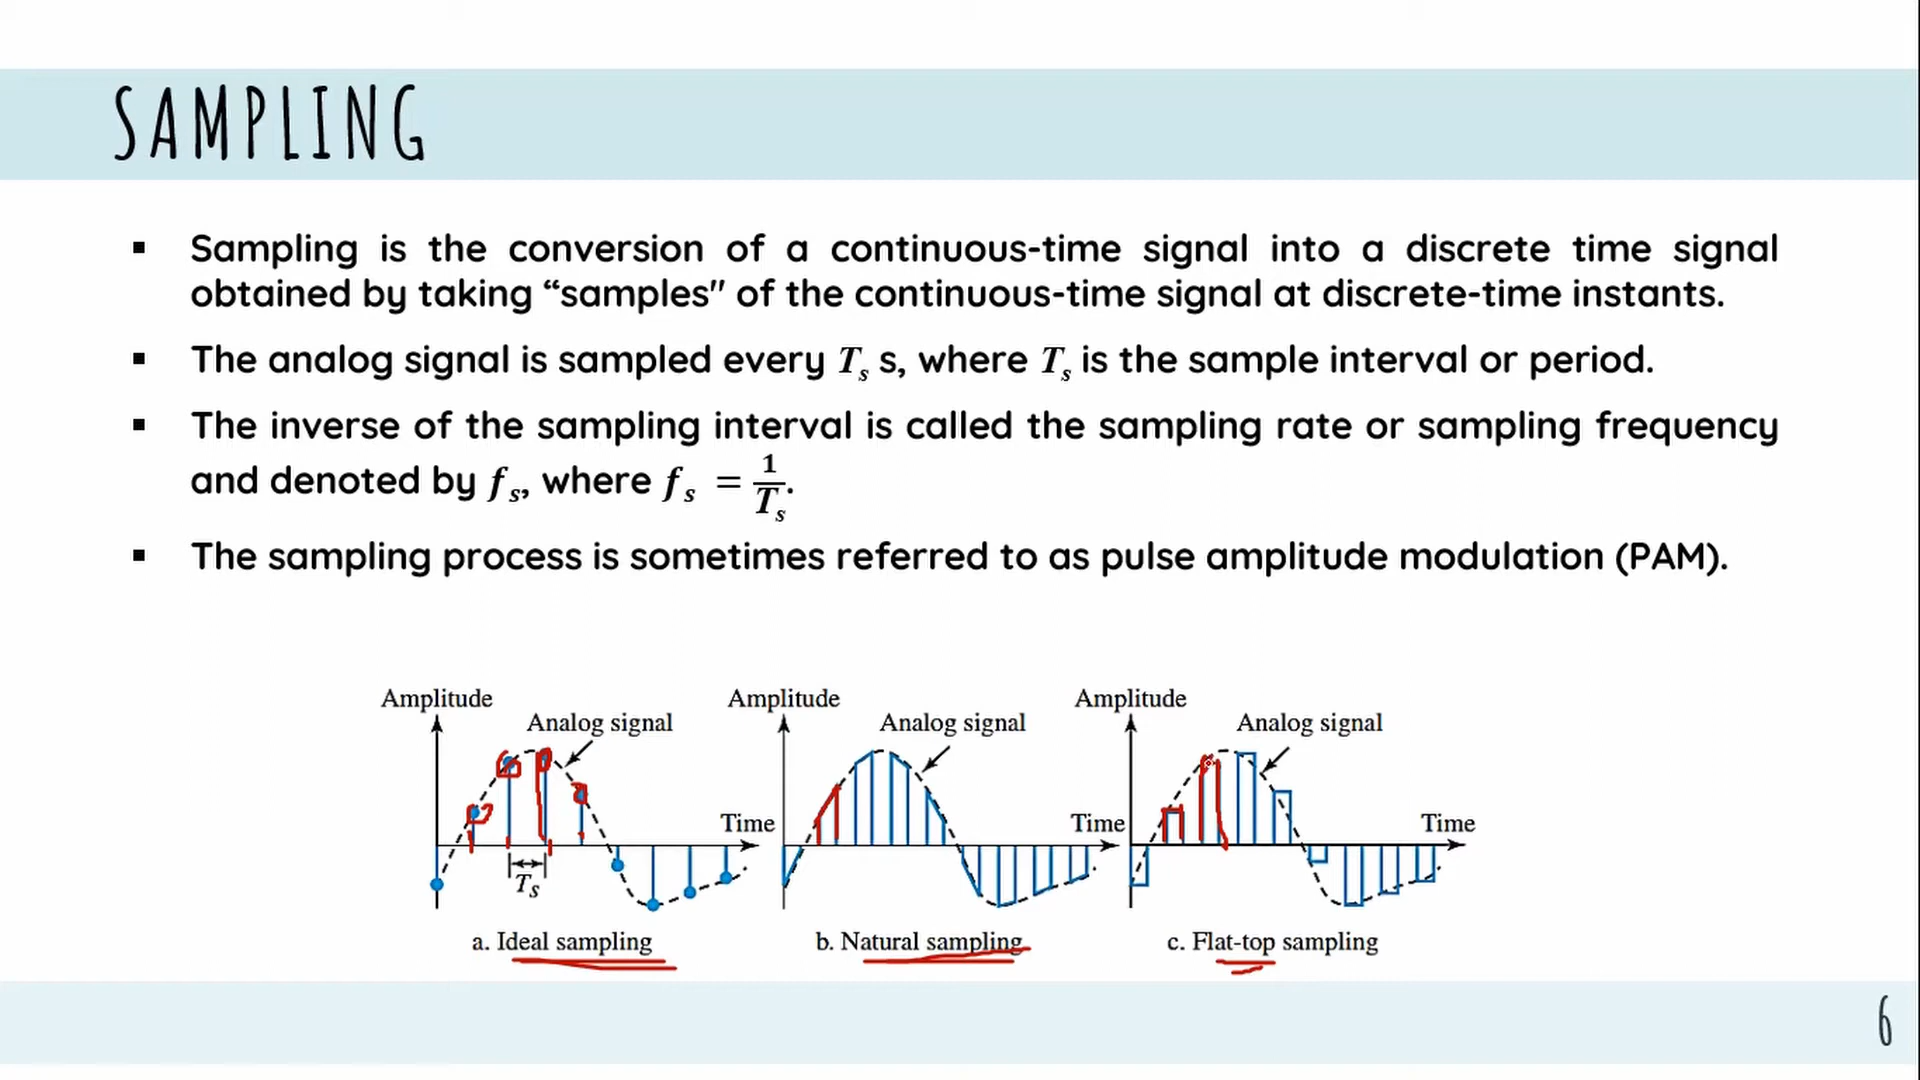 SAMPLING
▪ Sampling is the conversion of a continuous-time signal into a discrete time signal
obtained by taking “samples" of the continuous-time signal at discrete-time instants.
▪ The analog signal is sampled every Tₛ s, where Tₛ is the sample interval or period.
▪ The inverse of the sampling interval is called the sampling rate or sampling frequency
and denoted by fₛ, where fₛ = 1/Tₛ.
▪ The sampling process is sometimes referred to as pulse amplitude modulation (PAM).
Amplitude
Analog signal
Time
Tₛ
a. Ideal sampling
Amplitude
Analog signal
Time
b. Natural sampling
Amplitude
Analog signal
Time
c. Flat-top sampling
6